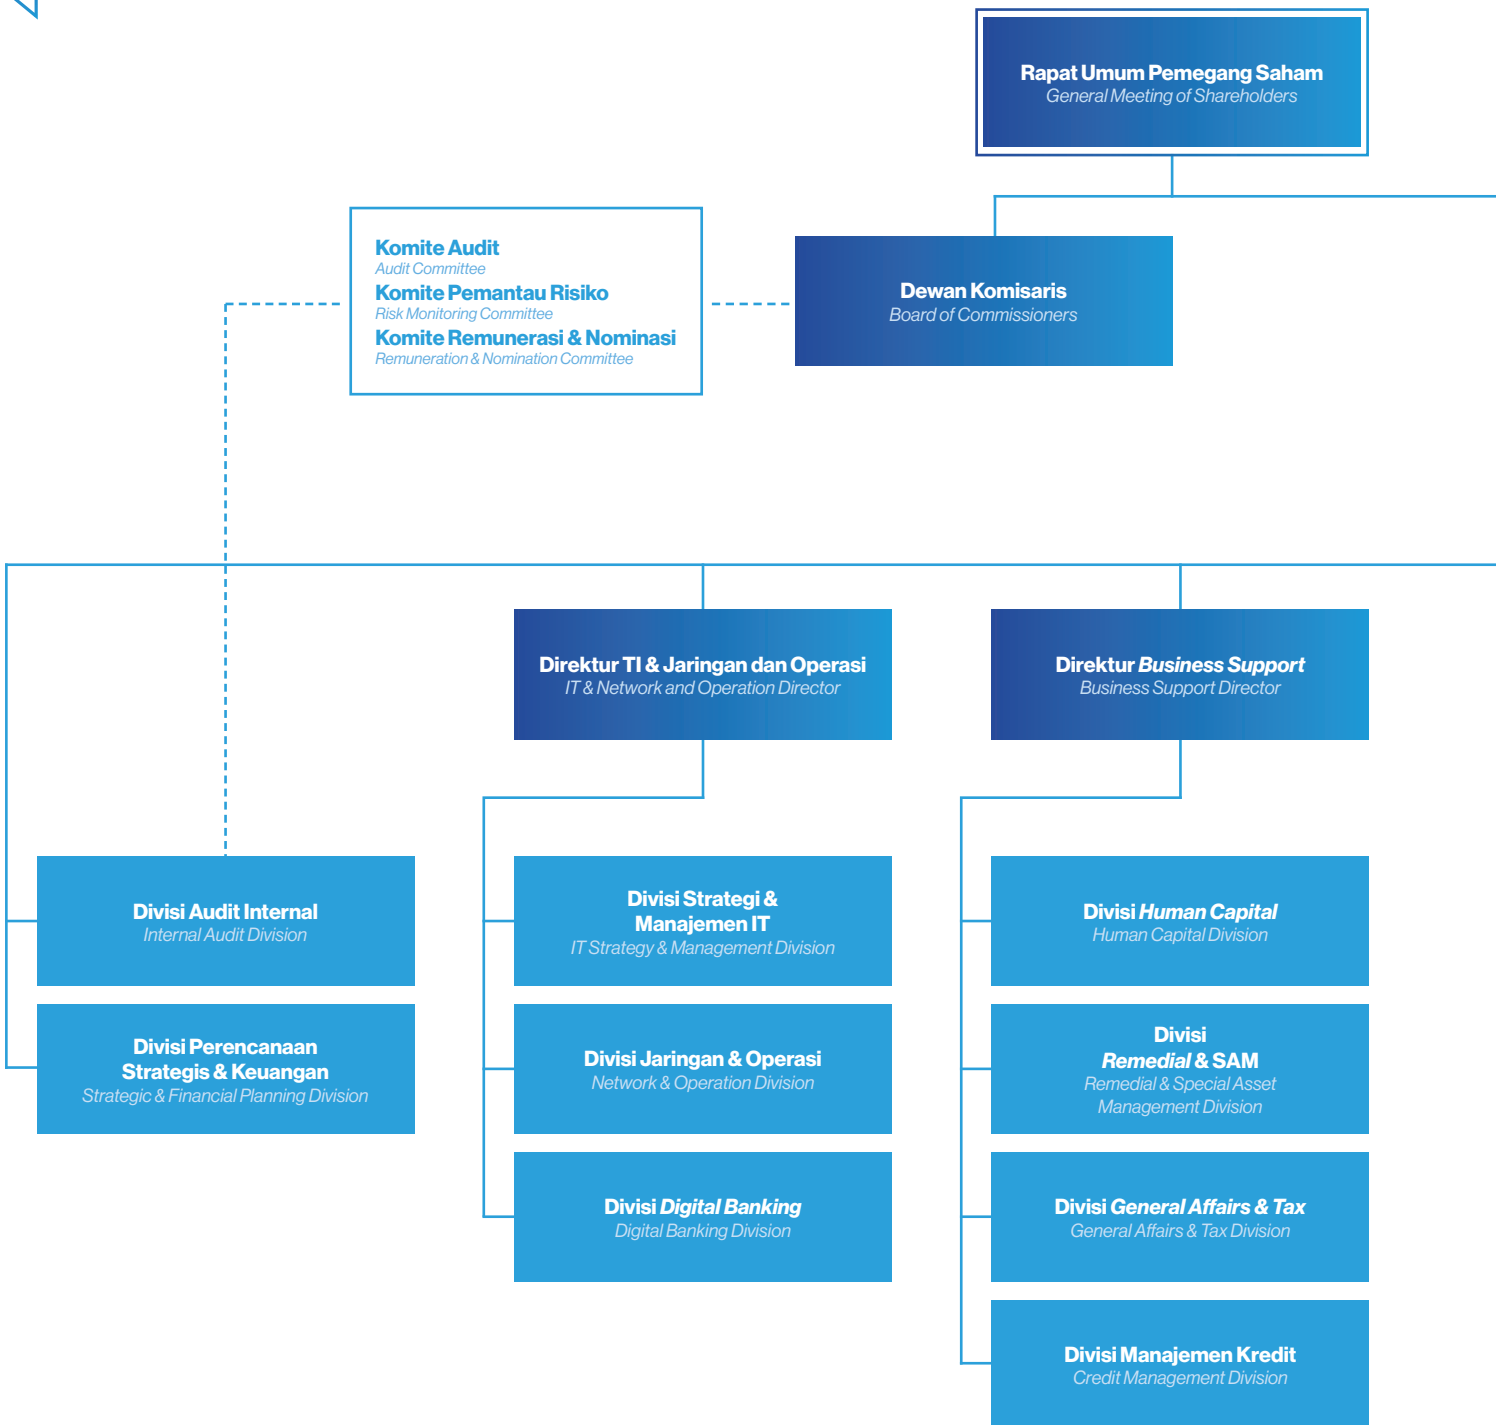 Rapat Umum Pemegang Saham
General Meeting of Shareholders
Komite Audit
Audit Committee
Komite Pemantau Risiko
Risk Monitoring Committee
Komite Remunerasi & Nominasi
Remuneration & Nomination Committee
Dewan Komisaris
Board of Commissioners
Direktur TI & Jaringan dan Operasi
IT & Network and Operation Director
Direktur Business Support
Business Support Director
Divisi Audit Internal
Internal Audit Division
Divisi Perencanaan
Strategis & Keuangan
Strategic & Financial Planning Division
Divisi Strategi &
Manajemen IT
IT Strategy & Management Division
Divisi Jaringan & Operasi
Network & Operation Division
Divisi Digital Banking
Digital Banking Division
Divisi Human Capital
Human Capital Division
Divisi
Remedial & SAM
Remedial & Special Asset
Management Division
Divisi General Affairs & Tax
General Affairs & Tax Division
Divisi Manajemen Kredit
Credit Management Division